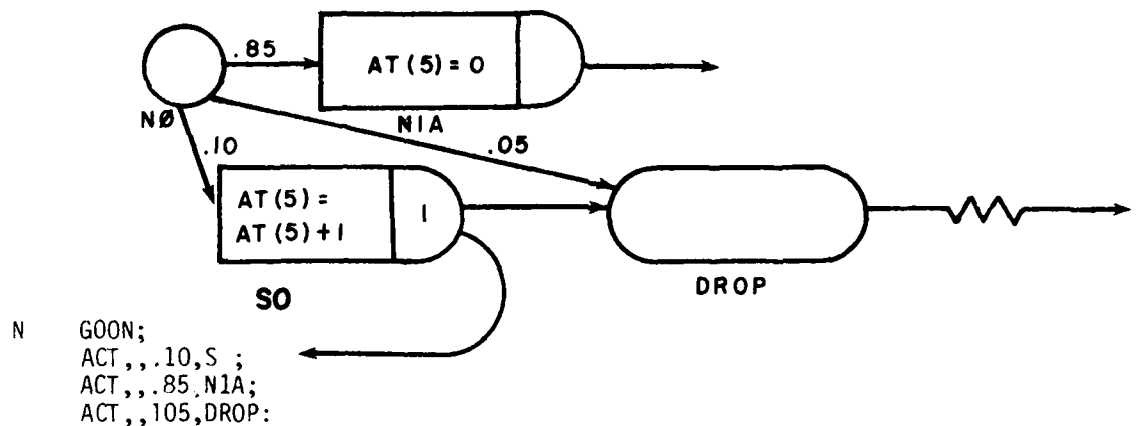 .85
AT(5)=0
NØ
N1A
.10
.05
AT(5)=
AT(5)+1
1
SO
DROP
N GOON;
ACT,,.10,S ;
ACT,,.85,N1A;
ACT,,105,DROP: